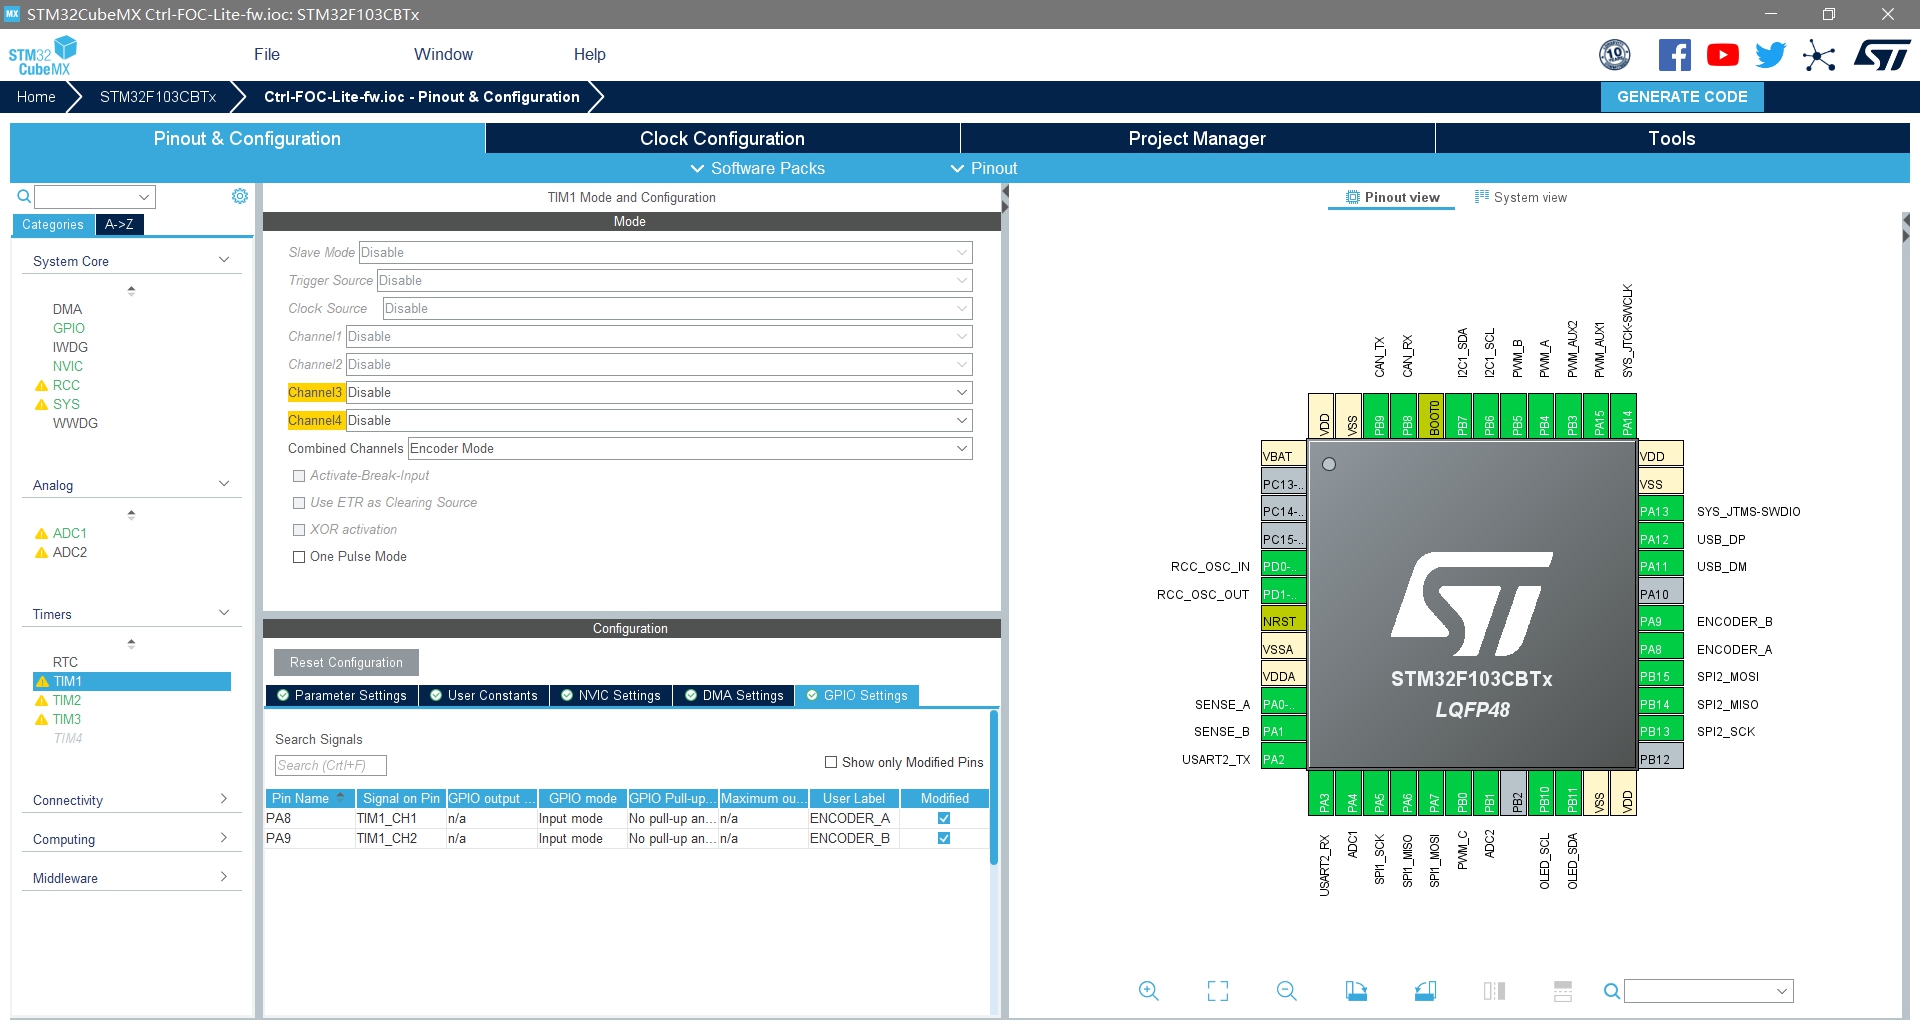 STM32CubeMX Ctrl-FOC-Lite-fw.ioc: STM32F103CBTx
STM32 CubeMX
File
Window
Help
Home
STM32F103CBTx
Ctrl-FOC-Lite-fw.ioc - Pinout & Configuration
GENERATE CODE
Pinout & Configuration
Clock Configuration
Project Manager
Tools
Software Packs
Pinout
Categories
A->Z
System Core
DMA
GPIO
IWDG
NVIC
RCC
SYS
WWDG
Analog
ADC1
ADC2
Timers
RTC
TIM1
TIM2
TIM3
TIM4
Connectivity
Computing
Middleware
TIM1 Mode and Configuration
Mode
Slave Mode Disable
Trigger Source Disable
Clock Source Disable
Channel1 Disable
Channel2 Disable
Channel3 Disable
Channel4 Disable
Combined Channels Encoder Mode
Activate-Break-Input
Use ETR as Clearing Source
XOR activation
One Pulse Mode
Configuration
Reset Configuration
Parameter Settings
User Constants
NVIC Settings
DMA Settings
GPIO Settings
Search Signals
Search (Crtl+F)
Show only Modified Pins
Pin Name Signal on Pin GPIO output ... GPIO mode GPIO Pull-up... Maximum ou... User Label Modified
PA8 TIM1_CH1 n/a Input mode No pull-up an... n/a ENCODER_A
PA9 TIM1_CH2 n/a Input mode No pull-up an... n/a ENCODER_B
Pinout view
System view
CAN_TX
CAN_RX
I2C1_SDA
I2C1_SCL
PWM_B
PWM_A
PWM_AUX2
PWM_AUX1
SYS_JTCK-SWCLK
VDD
VSS
PB9
PB8
BOOT0
PB7
PB6
PB5
PB4
PB3
PA15
PA14
VBAT
PC13-..
PC14-..
PC15-..
RCC_OSC_IN PD0-..
RCC_OSC_OUT PD1-..
NRST
VSSA
VDDA
SENSE_A PA0-..
SENSE_B PA1
USART2_TX PA2
STM32F103CBTx
LQFP48
VDD
VSS
PA13 SYS_JTMS-SWDIO
PA12 USB_DP
PA11 USB_DM
PA10
PA9 ENCODER_B
PA8 ENCODER_A
PB15 SPI2_MOSI
PB14 SPI2_MISO
PB13 SPI2_SCK
PB12
PA3
PA4
PA5
PA6
PA7
PB0
PB1
PB2
PB10
PB11
VSS
VDD
USART2_RX
ADC1
SPI1_SCK
SPI1_MISO
SPI1_MOSI
PWM_C
ADC2
OLED_SCL
OLED_SDA